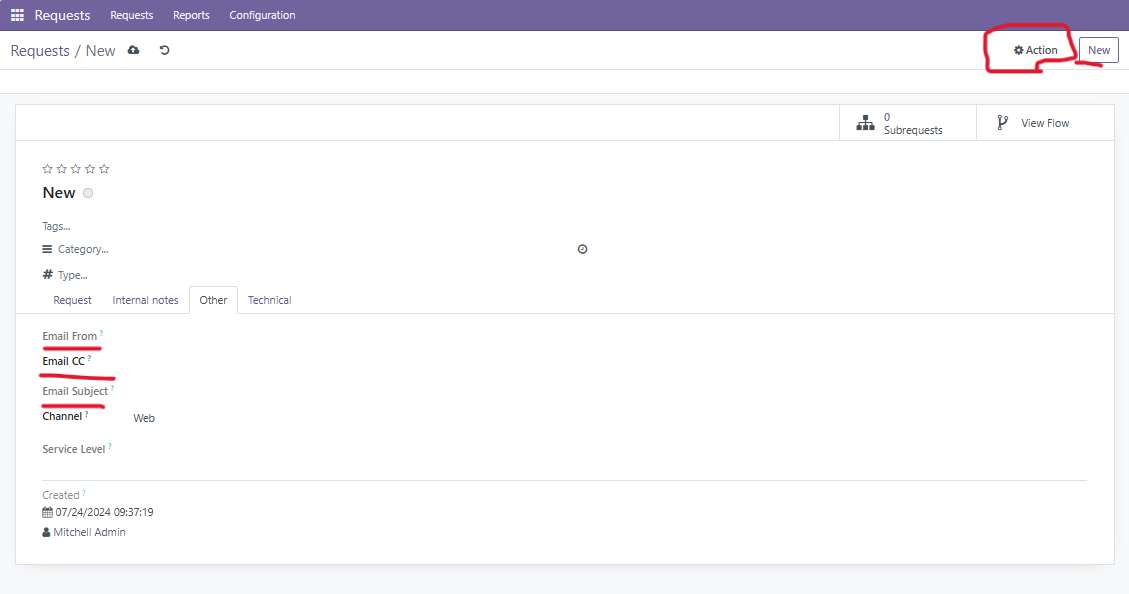 Requests Requests Reports Configuration
Requests / New Action New
0
Subrequests View Flow
New
Tags...
Category...
# Type...
Request Internal notes Other Technical
Email From ?
Email CC ?
Email Subject ?
Channel ? Web
Service Level ?
Created ?
07/24/2024 09:37:19
Mitchell Admin